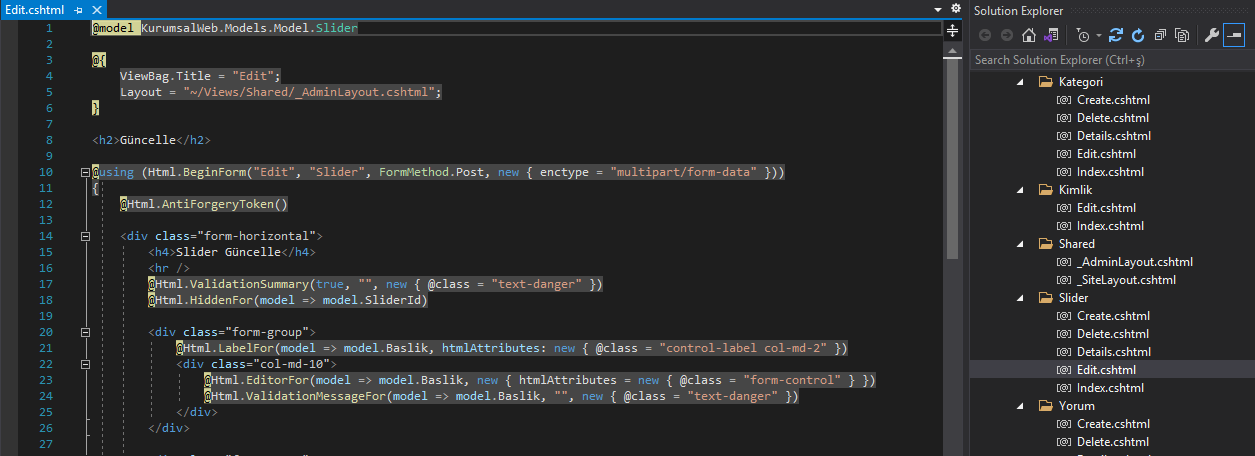 Edit.cshtml
1 @model KurumsalWeb.Models.Model.Slider
2
3 @{
4 ViewBag.Title = "Edit";
5 Layout = "~/Views/Shared/_AdminLayout.cshtml";
6 }
7
8 <h2>Güncelle</h2>
9
10 @using (Html.BeginForm("Edit", "Slider", FormMethod.Post, new { enctype = "multipart/form-data" }))
11 {
12 @Html.AntiForgeryToken()
13
14 <div class="form-horizontal">
15 <h4>Slider Güncelle</h4>
16 <hr />
17 @Html.ValidationSummary(true, "", new { @class = "text-danger" })
18 @Html.HiddenFor(model => model.SliderId)
19
20 <div class="form-group">
21 @Html.LabelFor(model => model.Baslik, htmlAttributes: new { @class = "control-label col-md-2" })
22 <div class="col-md-10">
23 @Html.EditorFor(model => model.Baslik, new { htmlAttributes = new { @class = "form-control" } })
24 @Html.ValidationMessageFor(model => model.Baslik, "", new { @class = "text-danger" })
25 </div>
26 </div>
27
Solution Explorer
Search Solution Explorer (Ctrl+ş)
Kategori
Create.cshtml
Delete.cshtml
Details.cshtml
Edit.cshtml
Index.cshtml
Kimlik
Edit.cshtml
Index.cshtml
Shared
_AdminLayout.cshtml
_SiteLayout.cshtml
Slider
Create.cshtml
Delete.cshtml
Details.cshtml
Edit.cshtml
Index.cshtml
Yorum
Create.cshtml
Delete.cshtml